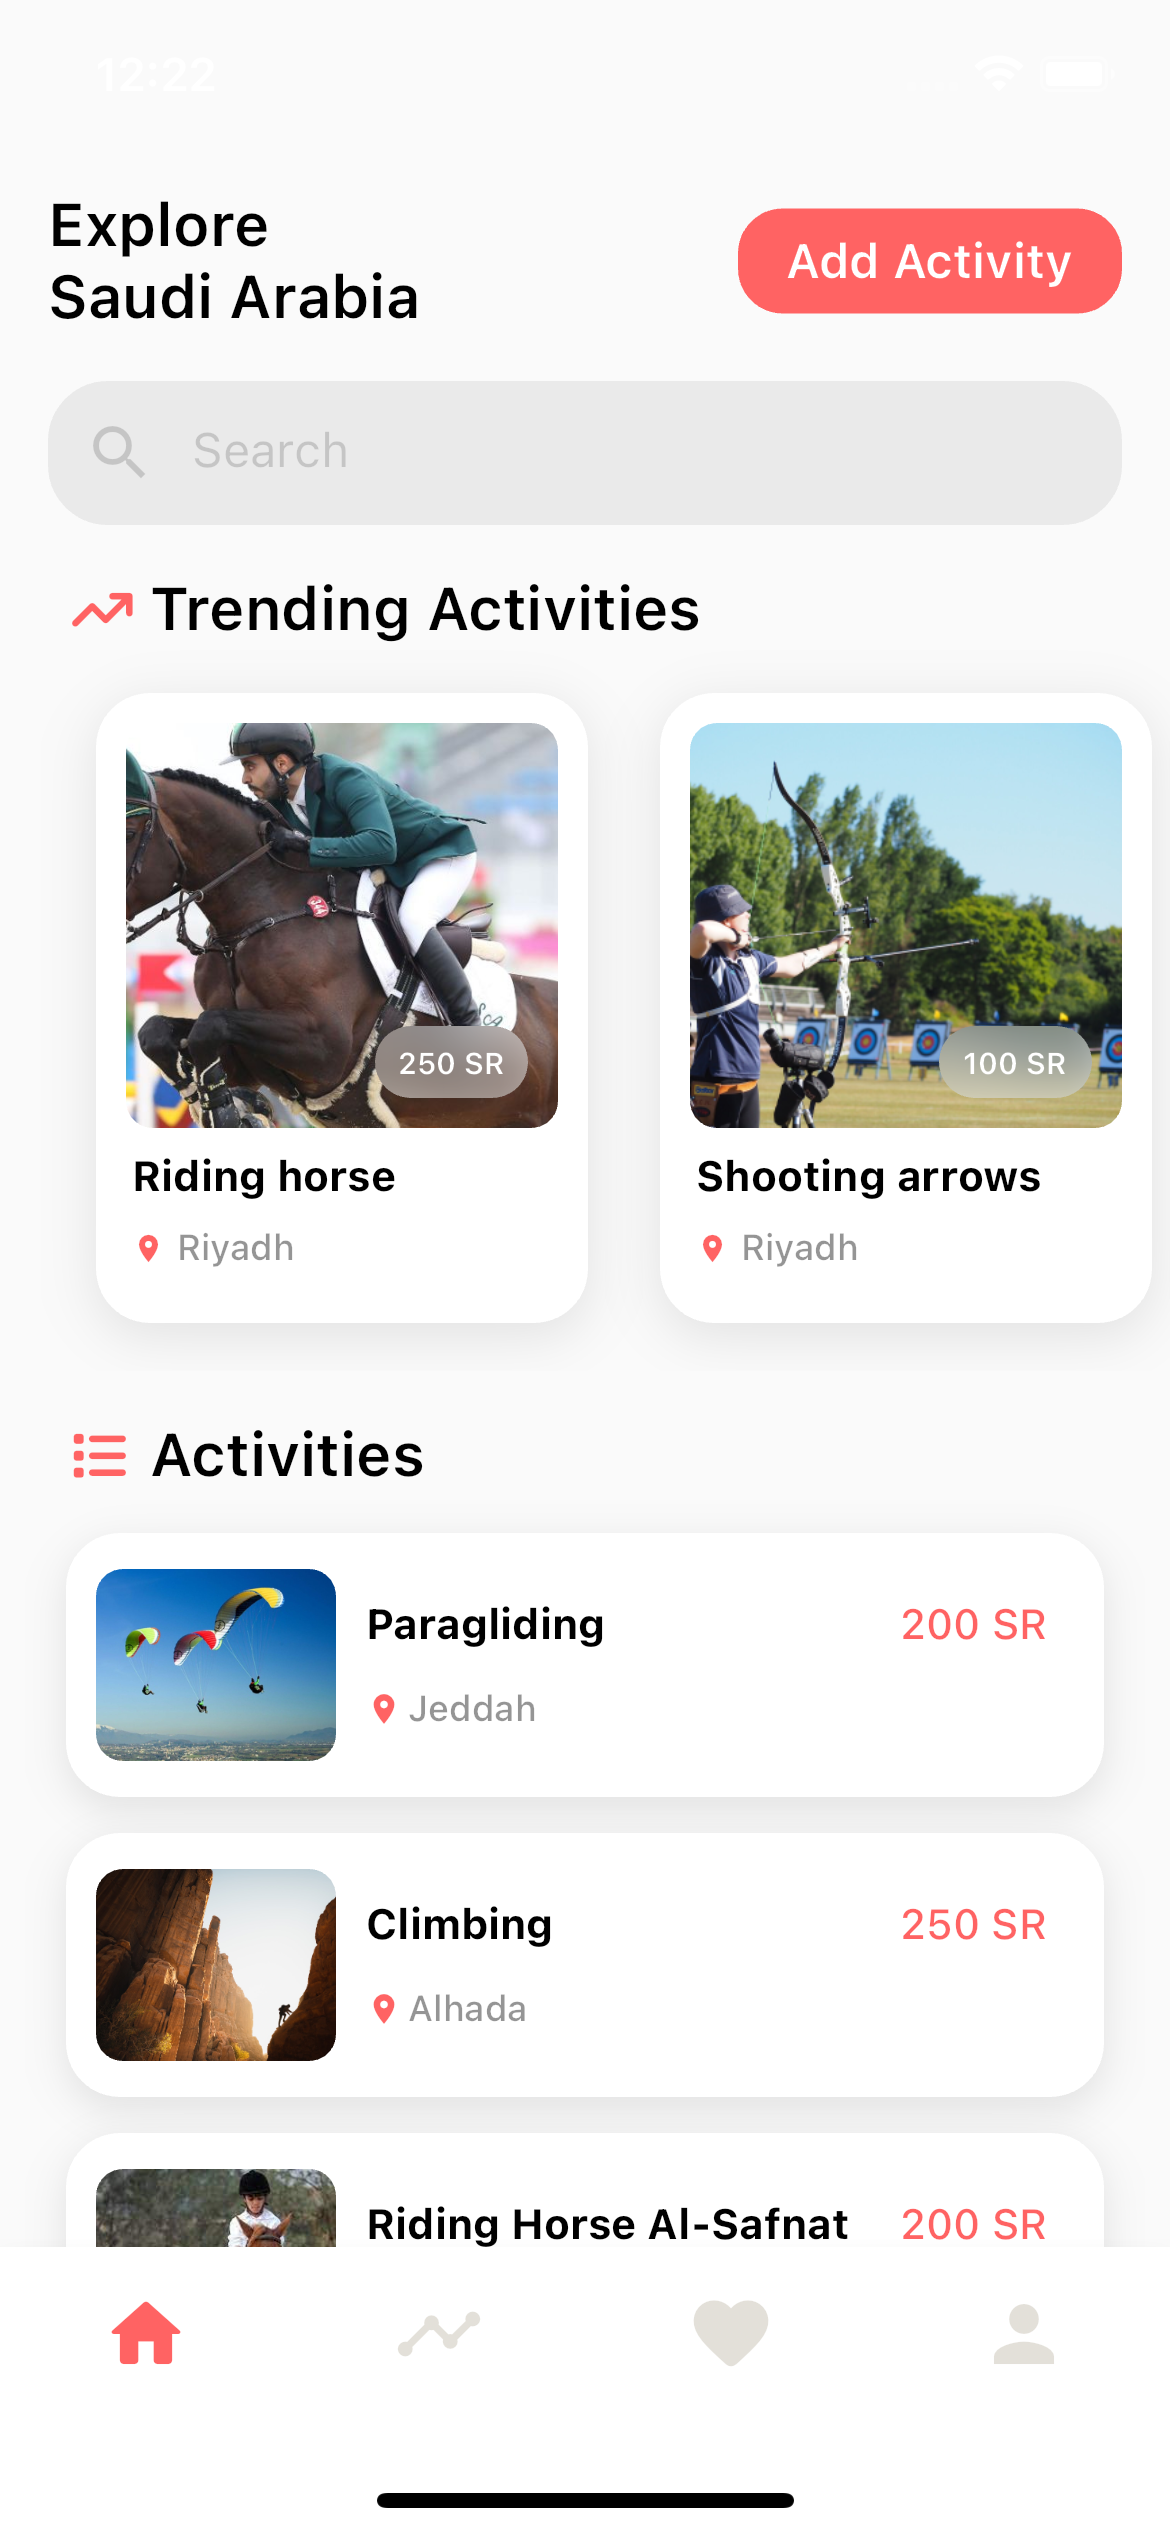 12:22
Explore
Saudi Arabia
Add Activity
Search
Trending Activities
250 SR
Riding horse
Riyadh
100 SR
Shooting arrows
Riyadh
Activities
Paragliding
200 SR
Jeddah
Climbing
250 SR
Alhada
Riding Horse Al-Safnat
200 SR